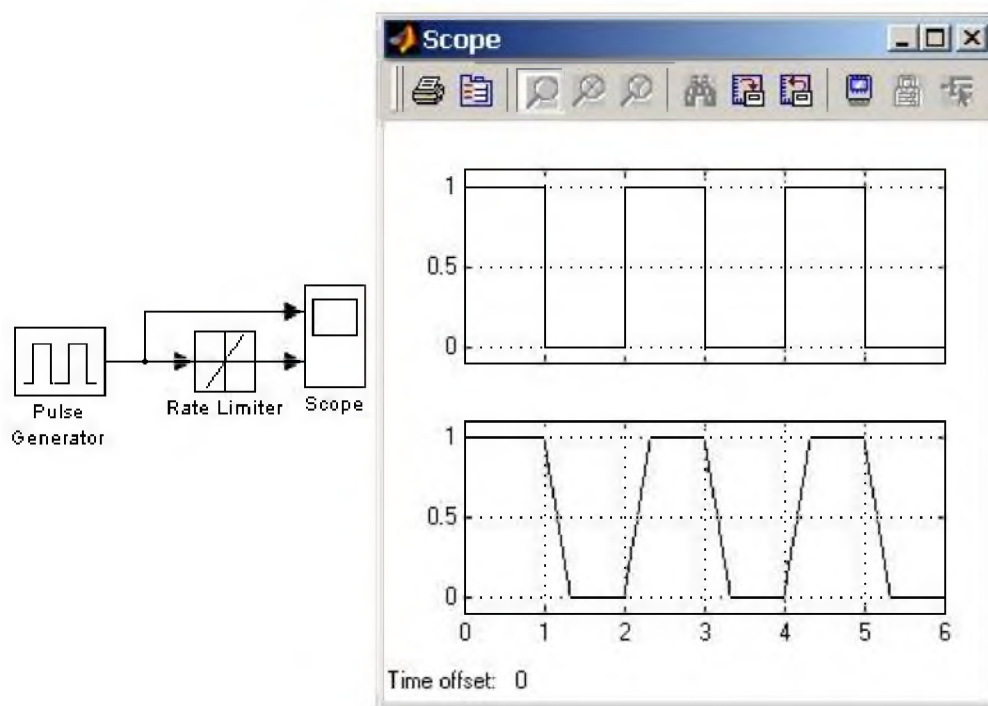 Scope
1
0.5
0
Pulse
Generator
Rate Limiter
Scope
1
0.5
0
0 1 2 3 4 5 6
Time offset: 0